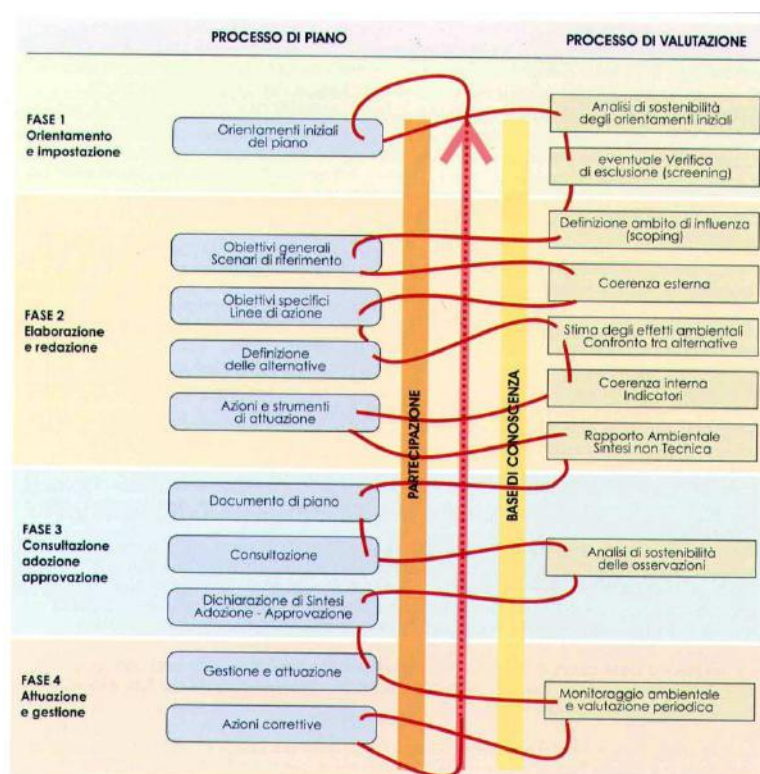 PROCESSO DI PIANO
PROCESSO DI VALUTAZIONE
FASE 1
Orientamento
e impostazione
Orientamenti iniziali
del piano
Analisi di sostenibilità
degli orientamenti iniziali
eventuale Verifica
di esclusione (screening)
FASE 2
Elaborazione
e redazione
Obiettivi generali
Scenari di riferimento
Obiettivi specifici
Linee di azione
Definizione
delle alternative
Azioni e strumenti
di attuazione
Definizione ambito di influenza
(scoping)
Coerenza esterna
Stima degli effetti ambientali
Confronto tra alternative
Coerenza interna
Indicatori
Rapporto Ambientale
Sintesi non Tecnica
PARTECIPAZIONE
BASE DI CONOSCENZA
FASE 3
Consultazione
adozione
approvazione
Documento di piano
Consultazione
Dichiarazione di Sintesi
Adozione - Approvazione
Analisi di sostenibilità
delle osservazioni
FASE 4
Attuazione
e gestione
Gestione e attuazione
Azioni correttive
Monitoraggio ambientale
e valutazione periodica